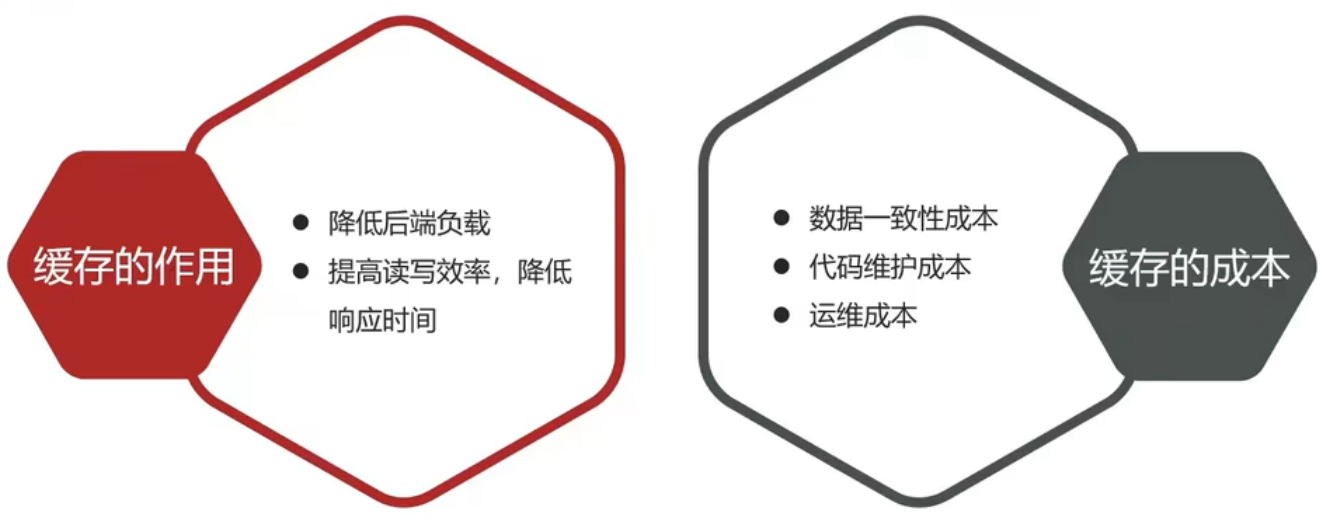 缓存的作用
● 降低后端负载
● 提高读写效率，降低
响应时间
● 数据一致性成本
● 代码维护成本
● 运维成本
缓存的成本